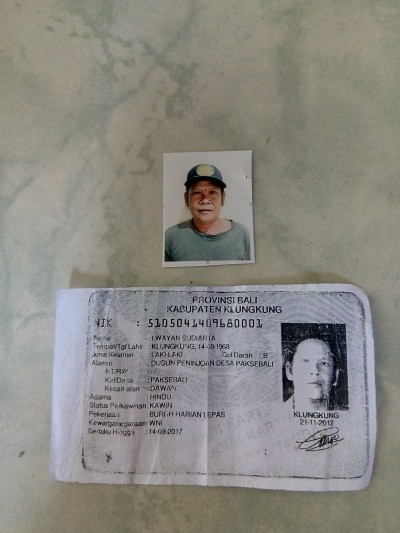 PROVINSI BALI
KABUPATEN KLUNGKUNG
NIK : 5105041409680001
Nama : I WAYAN SUDIARTA
Tempat/Tgl Lahir : KLUNGKUNG, 14-09-1968
Jenis Kelamin : LAKI-LAKI Gol Darah : B
Alamat : DUSUN PENINJOAN DESA PAKSEBALI
RT/RW : -/-
Kel/Desa : PAKSEBALI
Kecamatan : DAWAN
Agama : HINDU
Status Perkawinan : KAWIN
Pekerjaan : BURUH HARIAN LEPAS
Kewarganegaraan : WNI
Berlaku Hingga : 14-09-2017
KLUNGKUNG
21-11-2012